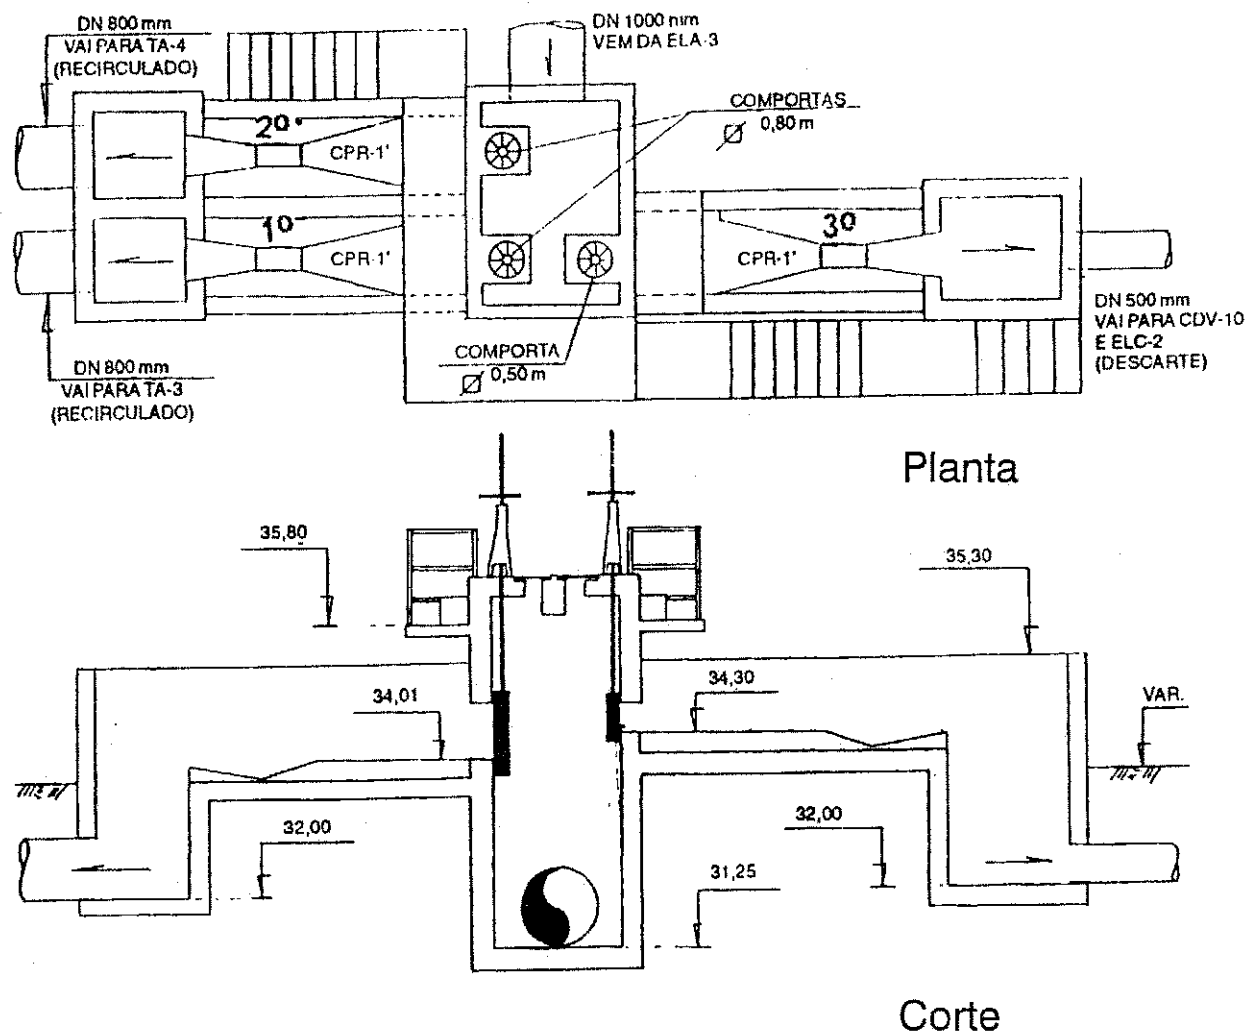 DN 800 mm
VAI PARA TA-4
(RECIRCULADO)
DN 1000 mm
VEM DA ELA-3
COMPORTAS
0,80 m
2º
CPR-1'
1º
CPR-1'
3º
CPR-1'
DN 500 mm
VAI PARA CDV-10
E ELC-2
(DESCARTE)
COMPORTA
0,50 m
DN 800 mm
VAI PARA TA-3
(RECIRCULADO)
Planta
35,80
35,30
34,01
34,30
VAR.
32,00
32,00
31,25
Corte